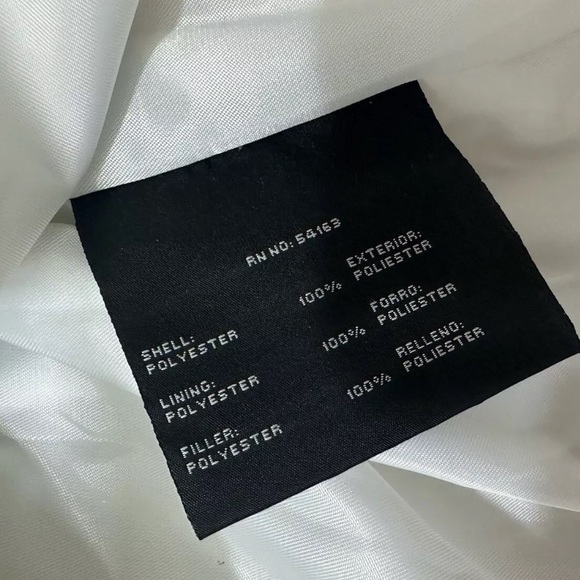 RN NO: 54163
SHELL: 100% EXTERIOR:
POLYESTER POLIESTER
LINING: 100% FORRO:
POLYESTER POLIESTER
FILLER: 100% RELLENO:
POLYESTER POLIESTER